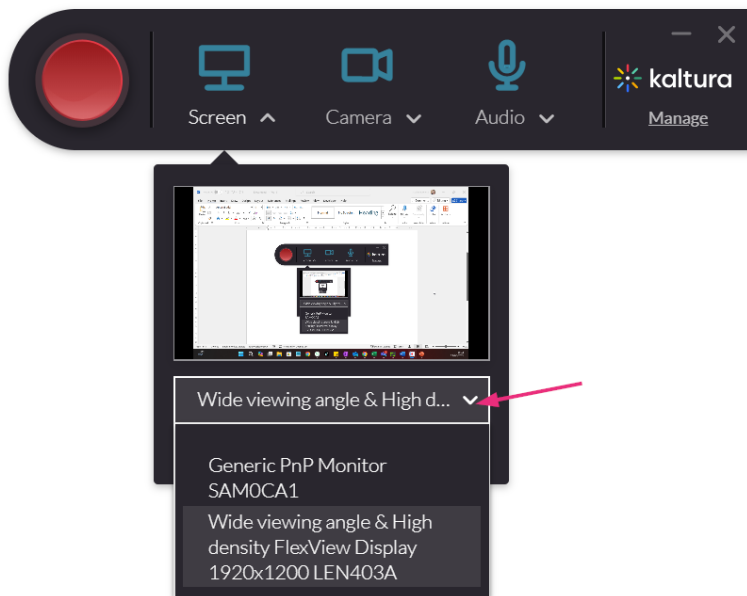 Screen Camera Audio kaltura
Manage
Wide viewing angle & High d...
Generic PnP Monitor
SAM0CA1
Wide viewing angle & High
density FlexView Display
1920x1200 LEN403A